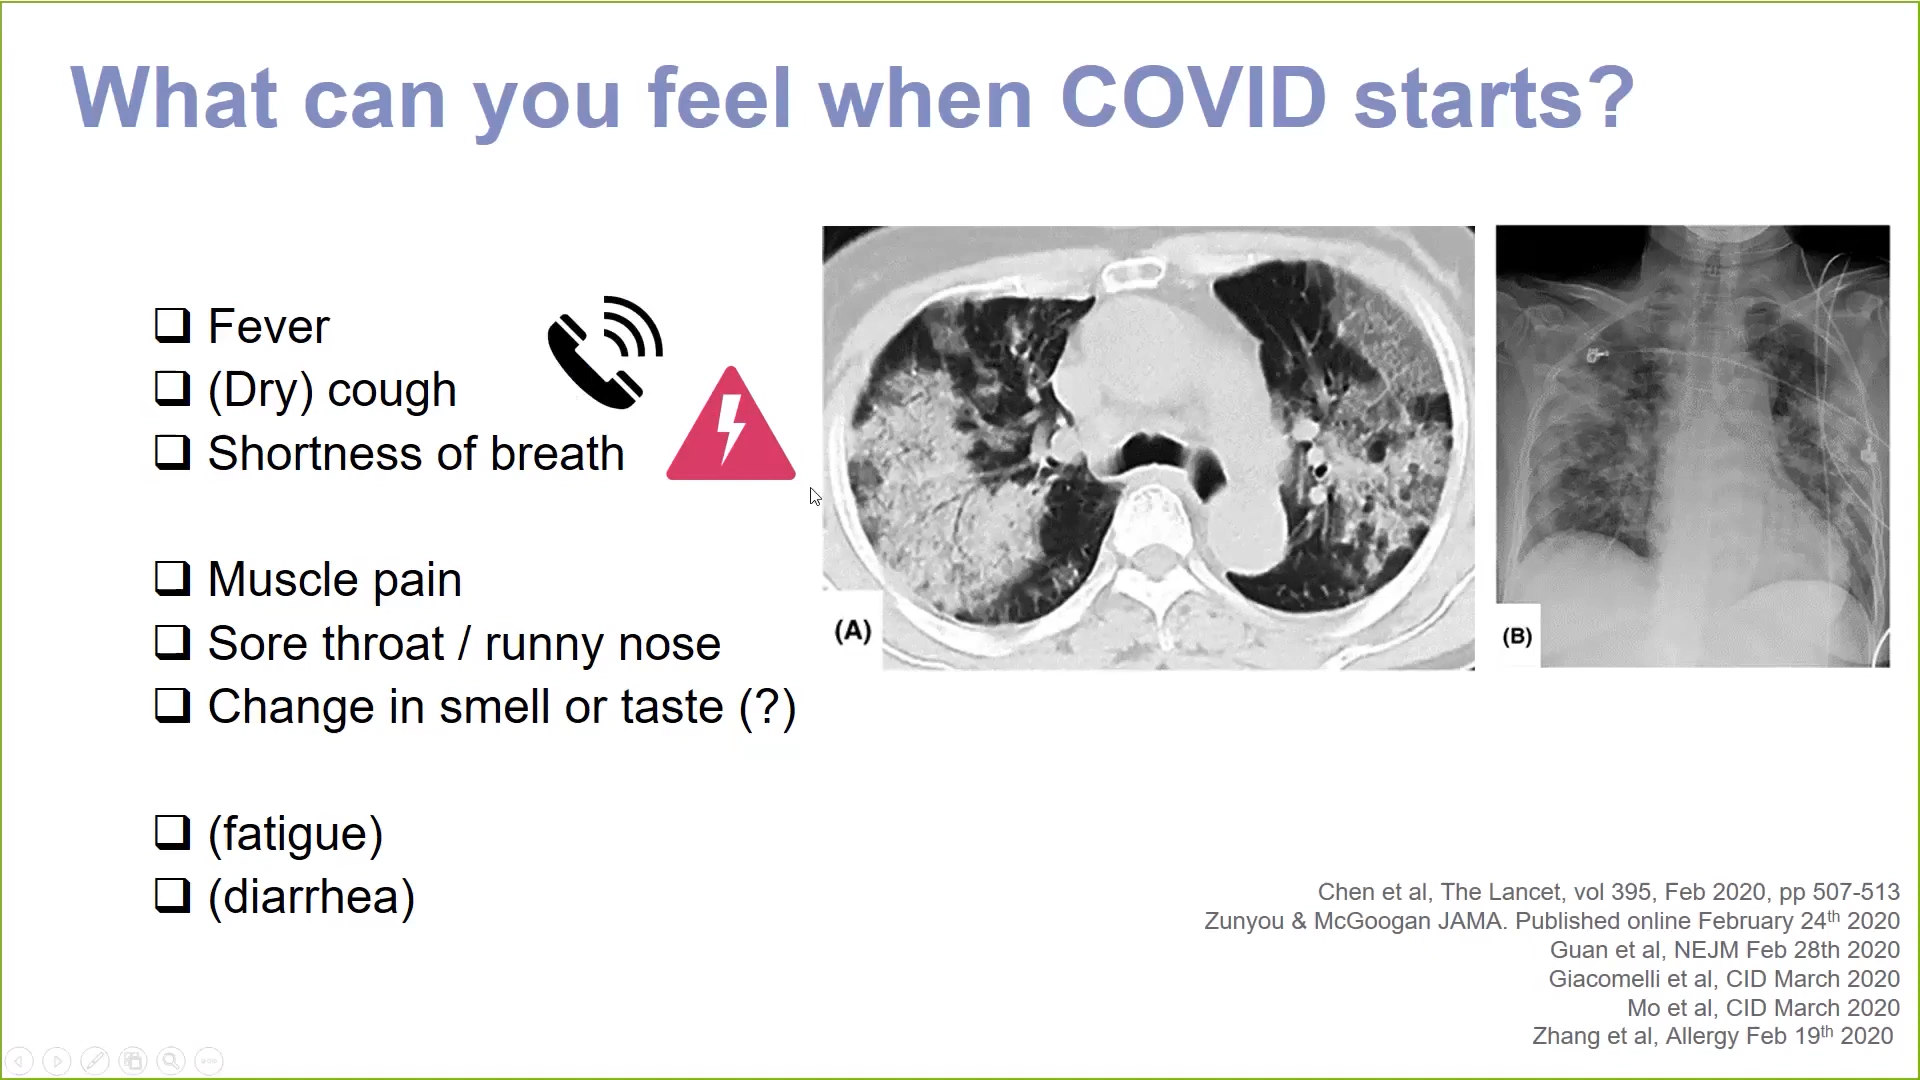 What can you feel when COVID starts?
Fever
(Dry) cough
Shortness of breath
Muscle pain
Sore throat / runny nose
Change in smell or taste (?)
(fatigue)
(diarrhea)
(A)
(B)
Chen et al, The Lancet, vol 395, Feb 2020, pp 507-513
Zunyou & McGoogan JAMA. Published online February 24th 2020
Guan et al, NEJM Feb 28th 2020
Giacomelli et al, CID March 2020
Mo et al, CID March 2020
Zhang et al, Allergy Feb 19th 2020